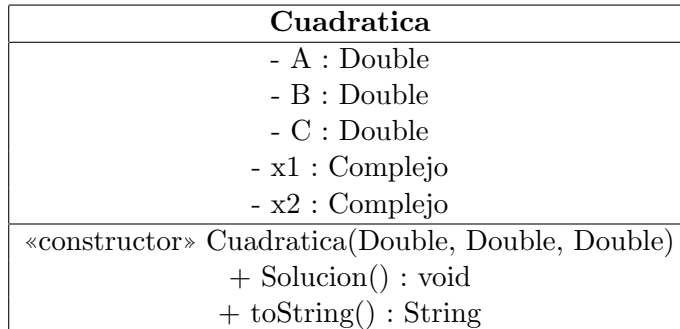 Cuadratica
- A : Double
- B : Double
- C : Double
- x1 : Complejo
- x2 : Complejo
«constructor» Cuadratica(Double, Double, Double)
+ Solucion() : void
+ toString() : String